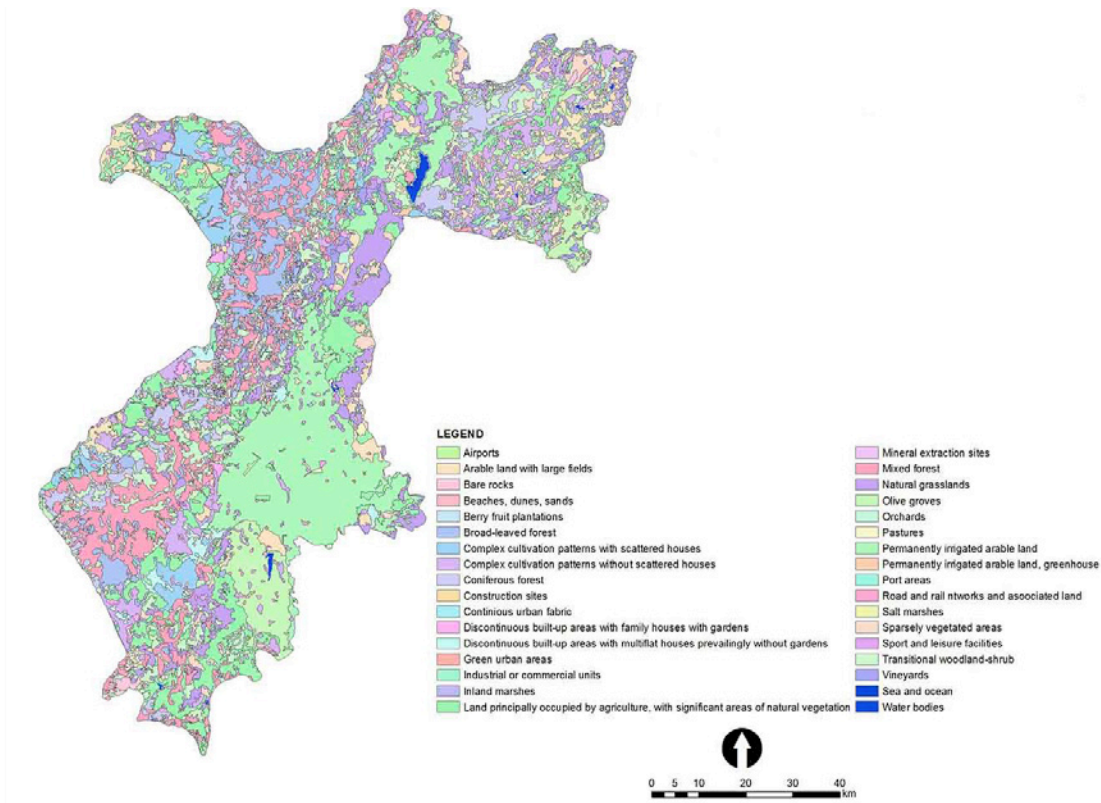 LEGEND
Airports
Arable land with large fields
Bare rocks
Beaches, dunes, sands
Berry fruit plantations
Broad-leaved forest
Complex cultivation patterns with scattered houses
Complex cultivation patterns without scattered houses
Coniferous forest
Construction sites
Continious urban fabric
Discontinuous built-up areas with family houses with gardens
Discontinuous built-up areas with multiflat houses prevailingly without gardens
Green urban areas
Industrial or commercial units
Inland marshes
Land principally occupied by agriculture, with significant areas of natural vegetation
Mineral extraction sites
Mixed forest
Natural grasslands
Olive groves
Orchards
Pastures
Permanently irrigated arable land
Permanently irrigated arable land, greenhouse
Port areas
Road and rail ntworks and asociated land
Salt marshes
Sparsely vegetated areas
Sport and leisure facilities
Transitional woodland-shrub
Vineyards
Sea and ocean
Water bodies
0 5 10 20 30 40
km